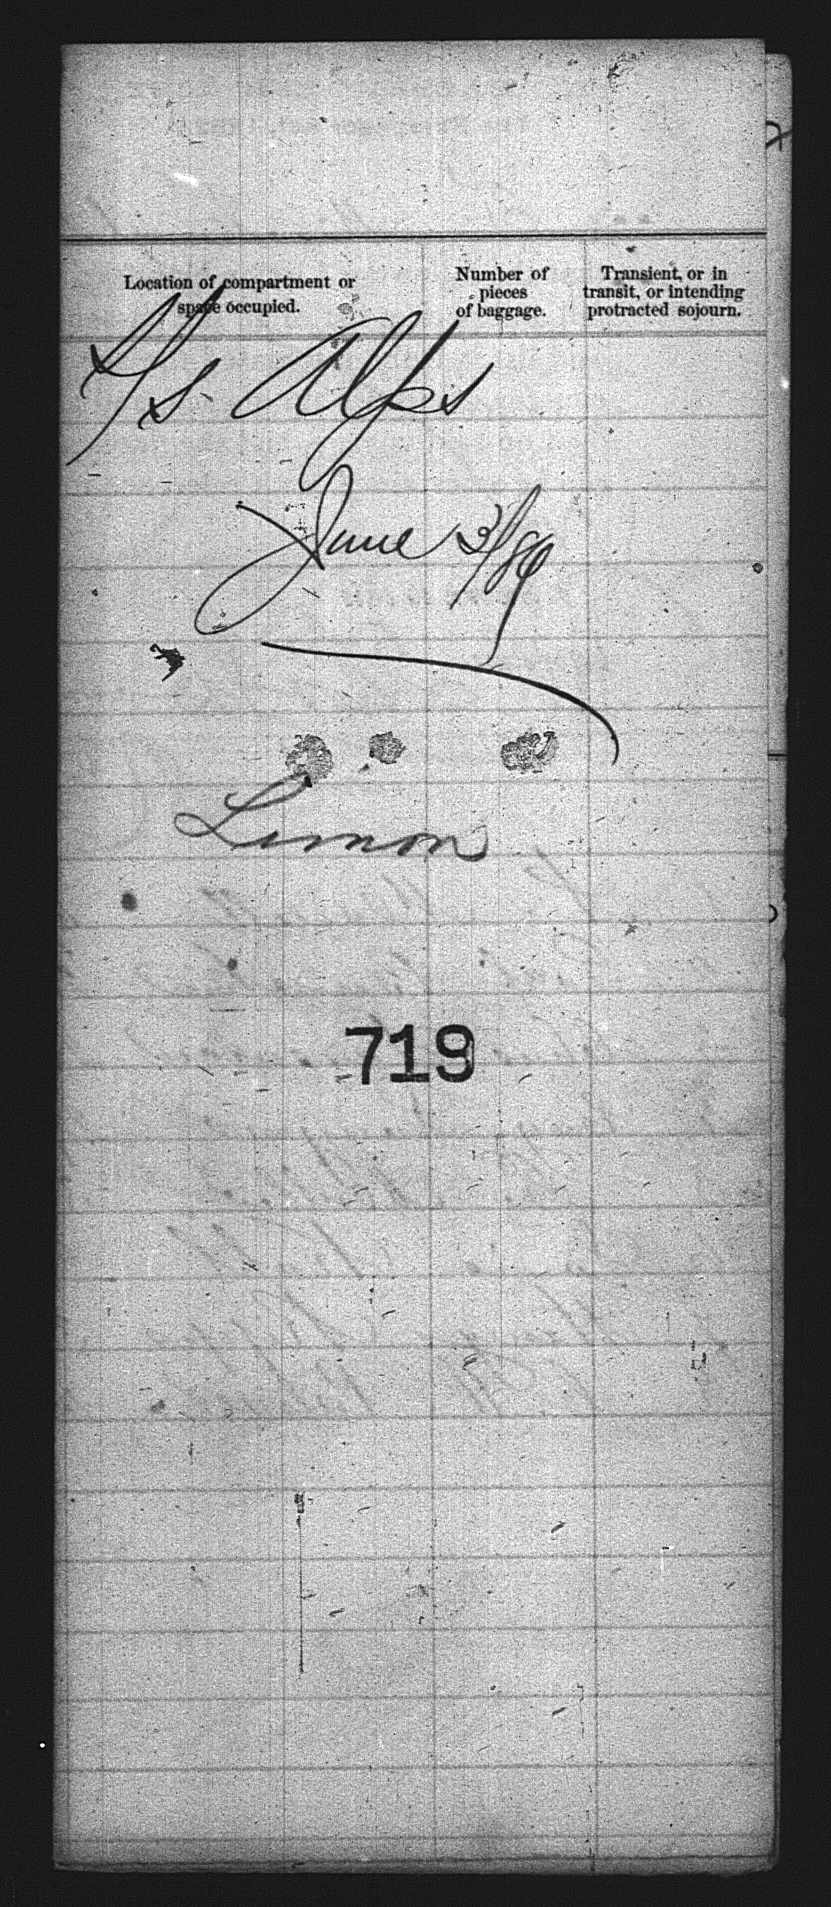 Location of compartment or
space occupied.
Number of
pieces
of baggage.
Transient, or in
transit, or intending
protracted sojourn.
S/s Alps
June 3/89
Limon
719